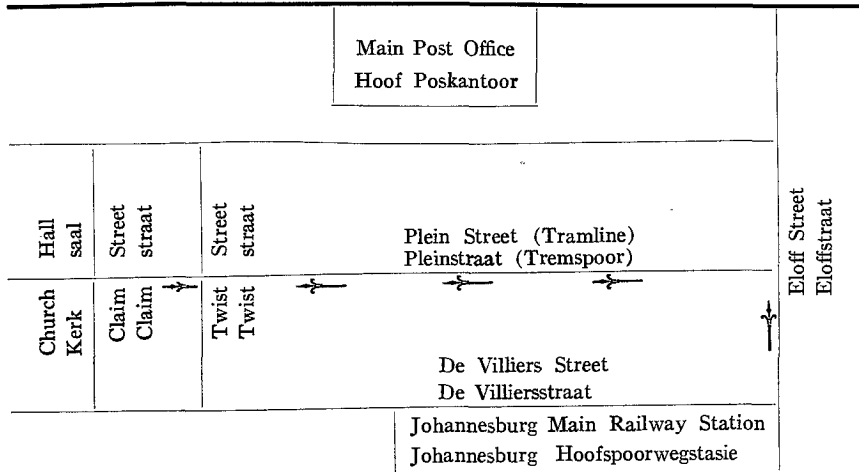 Main Post Office
Hoof Poskantoor
Church Hall
Kerk saal
Claim Street
Claim straat
Twist Street
Twist straat
Plein Street (Tramline)
Pleinstraat (Tremspoor)
Eloff Street
Eloffstraat
De Villiers Street
De Villiersstraat
Johannesburg Main Railway Station
Johannesburg Hoofspoorwegstasie